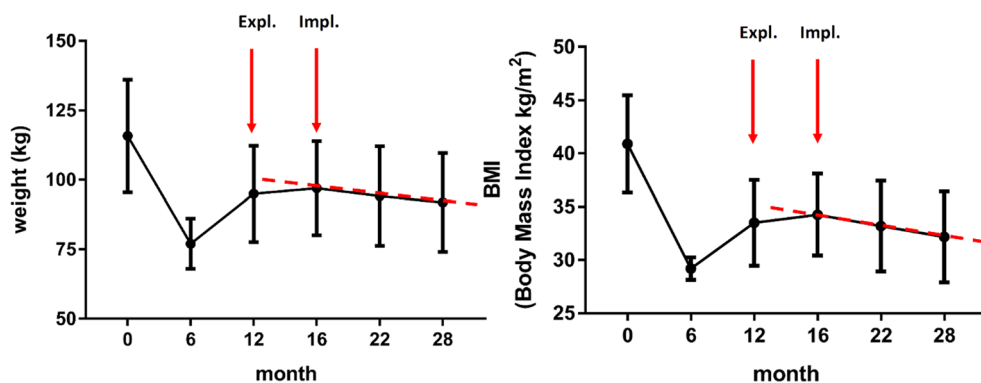 Expl. Impl.
150
125
100
75
50
weight (kg)
0 6 12 16 22 28
month
Expl. Impl.
50
45
40
35
30
25
BMI
(Body Mass Index kg/m²)
0 6 12 16 22 28
month